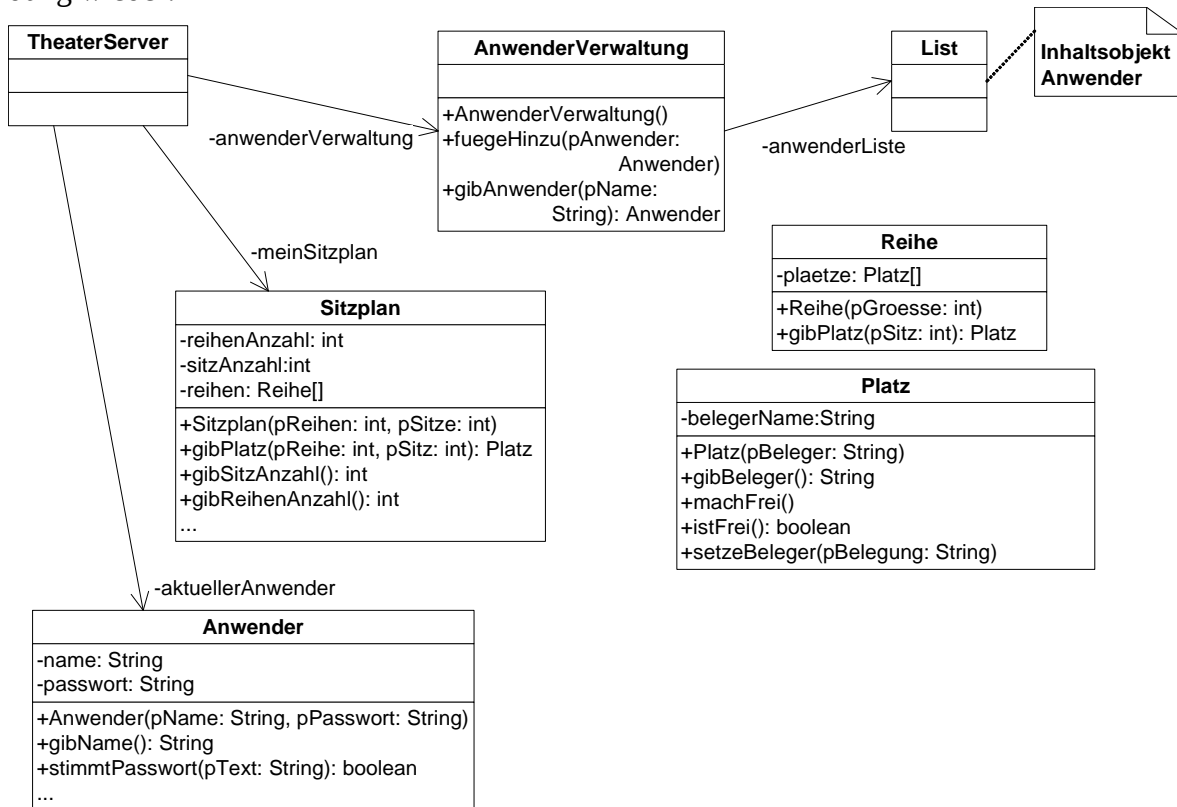 TheaterServer
AnwenderVerwaltung
+AnwenderVerwaltung()
+fuegeHinzu(pAnwender:
Anwender)
+gibAnwender(pName:
String): Anwender
List
Inhaltsobjekt
Anwender
-anwenderVerwaltung
-anwenderListe
-meinSitzplan
Reihe
-plaetze: Platz[]
+Reihe(pGroesse: int)
+gibPlatz(pSitz: int): Platz
Sitzplan
-reihenAnzahl: int
-sitzAnzahl:int
-reihen: Reihe[]
+Sitzplan(pReihen: int, pSitze: int)
+gibPlatz(pReihe: int, pSitz: int): Platz
+gibSitzAnzahl(): int
+gibReihenAnzahl(): int
...
Platz
-belegerName:String
+Platz(pBeleger: String)
+gibBeleger(): String
+machFrei()
+istFrei(): boolean
+setzeBeleger(pBelegung: String)
-aktuellerAnwender
Anwender
-name: String
-passwort: String
+Anwender(pName: String, pPasswort: String)
+gibName(): String
+stimmtPasswort(pText: String): boolean
...